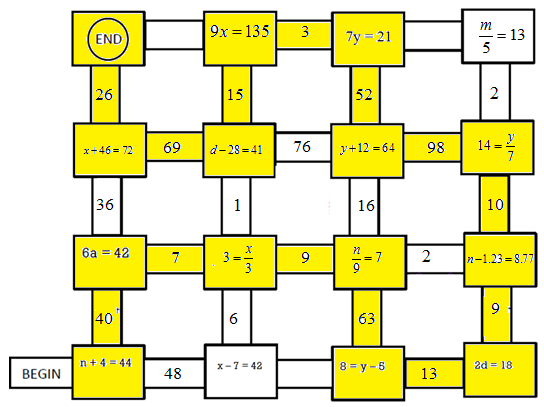 END 9x = 135 3 7y = 21 m/5 = 13
26 15 52 2
x + 46 = 72 69 d – 28 = 41 76 y + 12 = 64 98 14 = y/7
36 1 16 10
6a = 42 7 3 = x/3 9 n/9 = 7 2 n – 1.23 = 8.77
40 6 63 9
BEGIN n + 4 = 44 48 x – 7 = 42 8 = y – 5 13 2d = 18